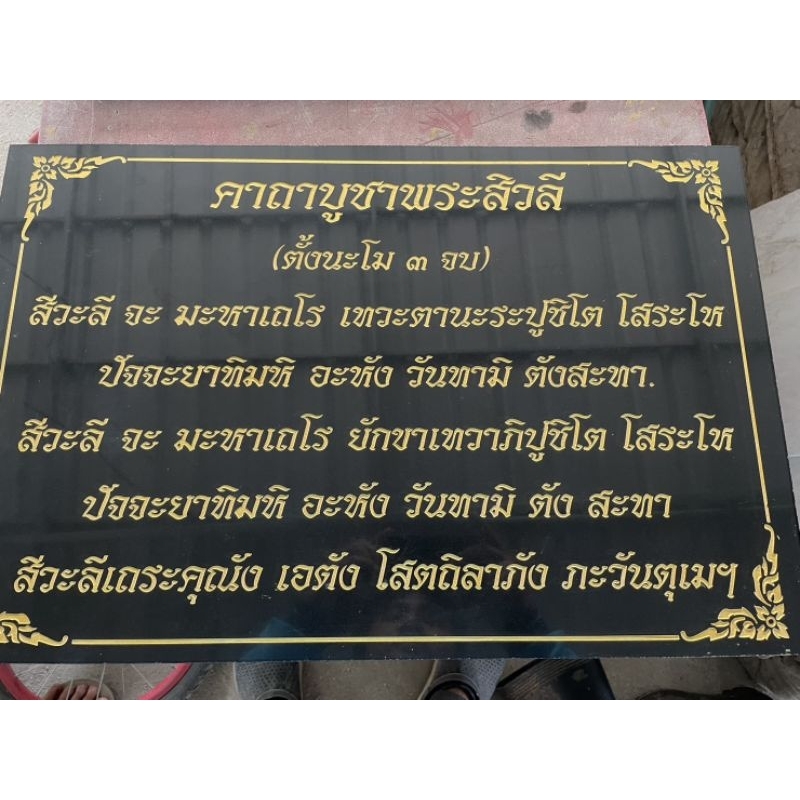 คาถาบูชาพระสิวลี
(ตั้งนะโม ๓ จบ)
สีวะลี จะ มะหาเถโร เทวะตานะระปูชิโต โสระโห
ปัจจะยาทิมหิ อะหัง วันทามิ ตังสะทา.
สีวะลี จะ มะหาเถโร ยักขาเทวาภิปูชิโต โสระโห
ปัจจะยาทิมหิ อะหัง วันทามิ ตัง สะทา
สีวะลีเถระคุณัง เอตัง โสตถิลาภัง ภะวันตุเมฯ